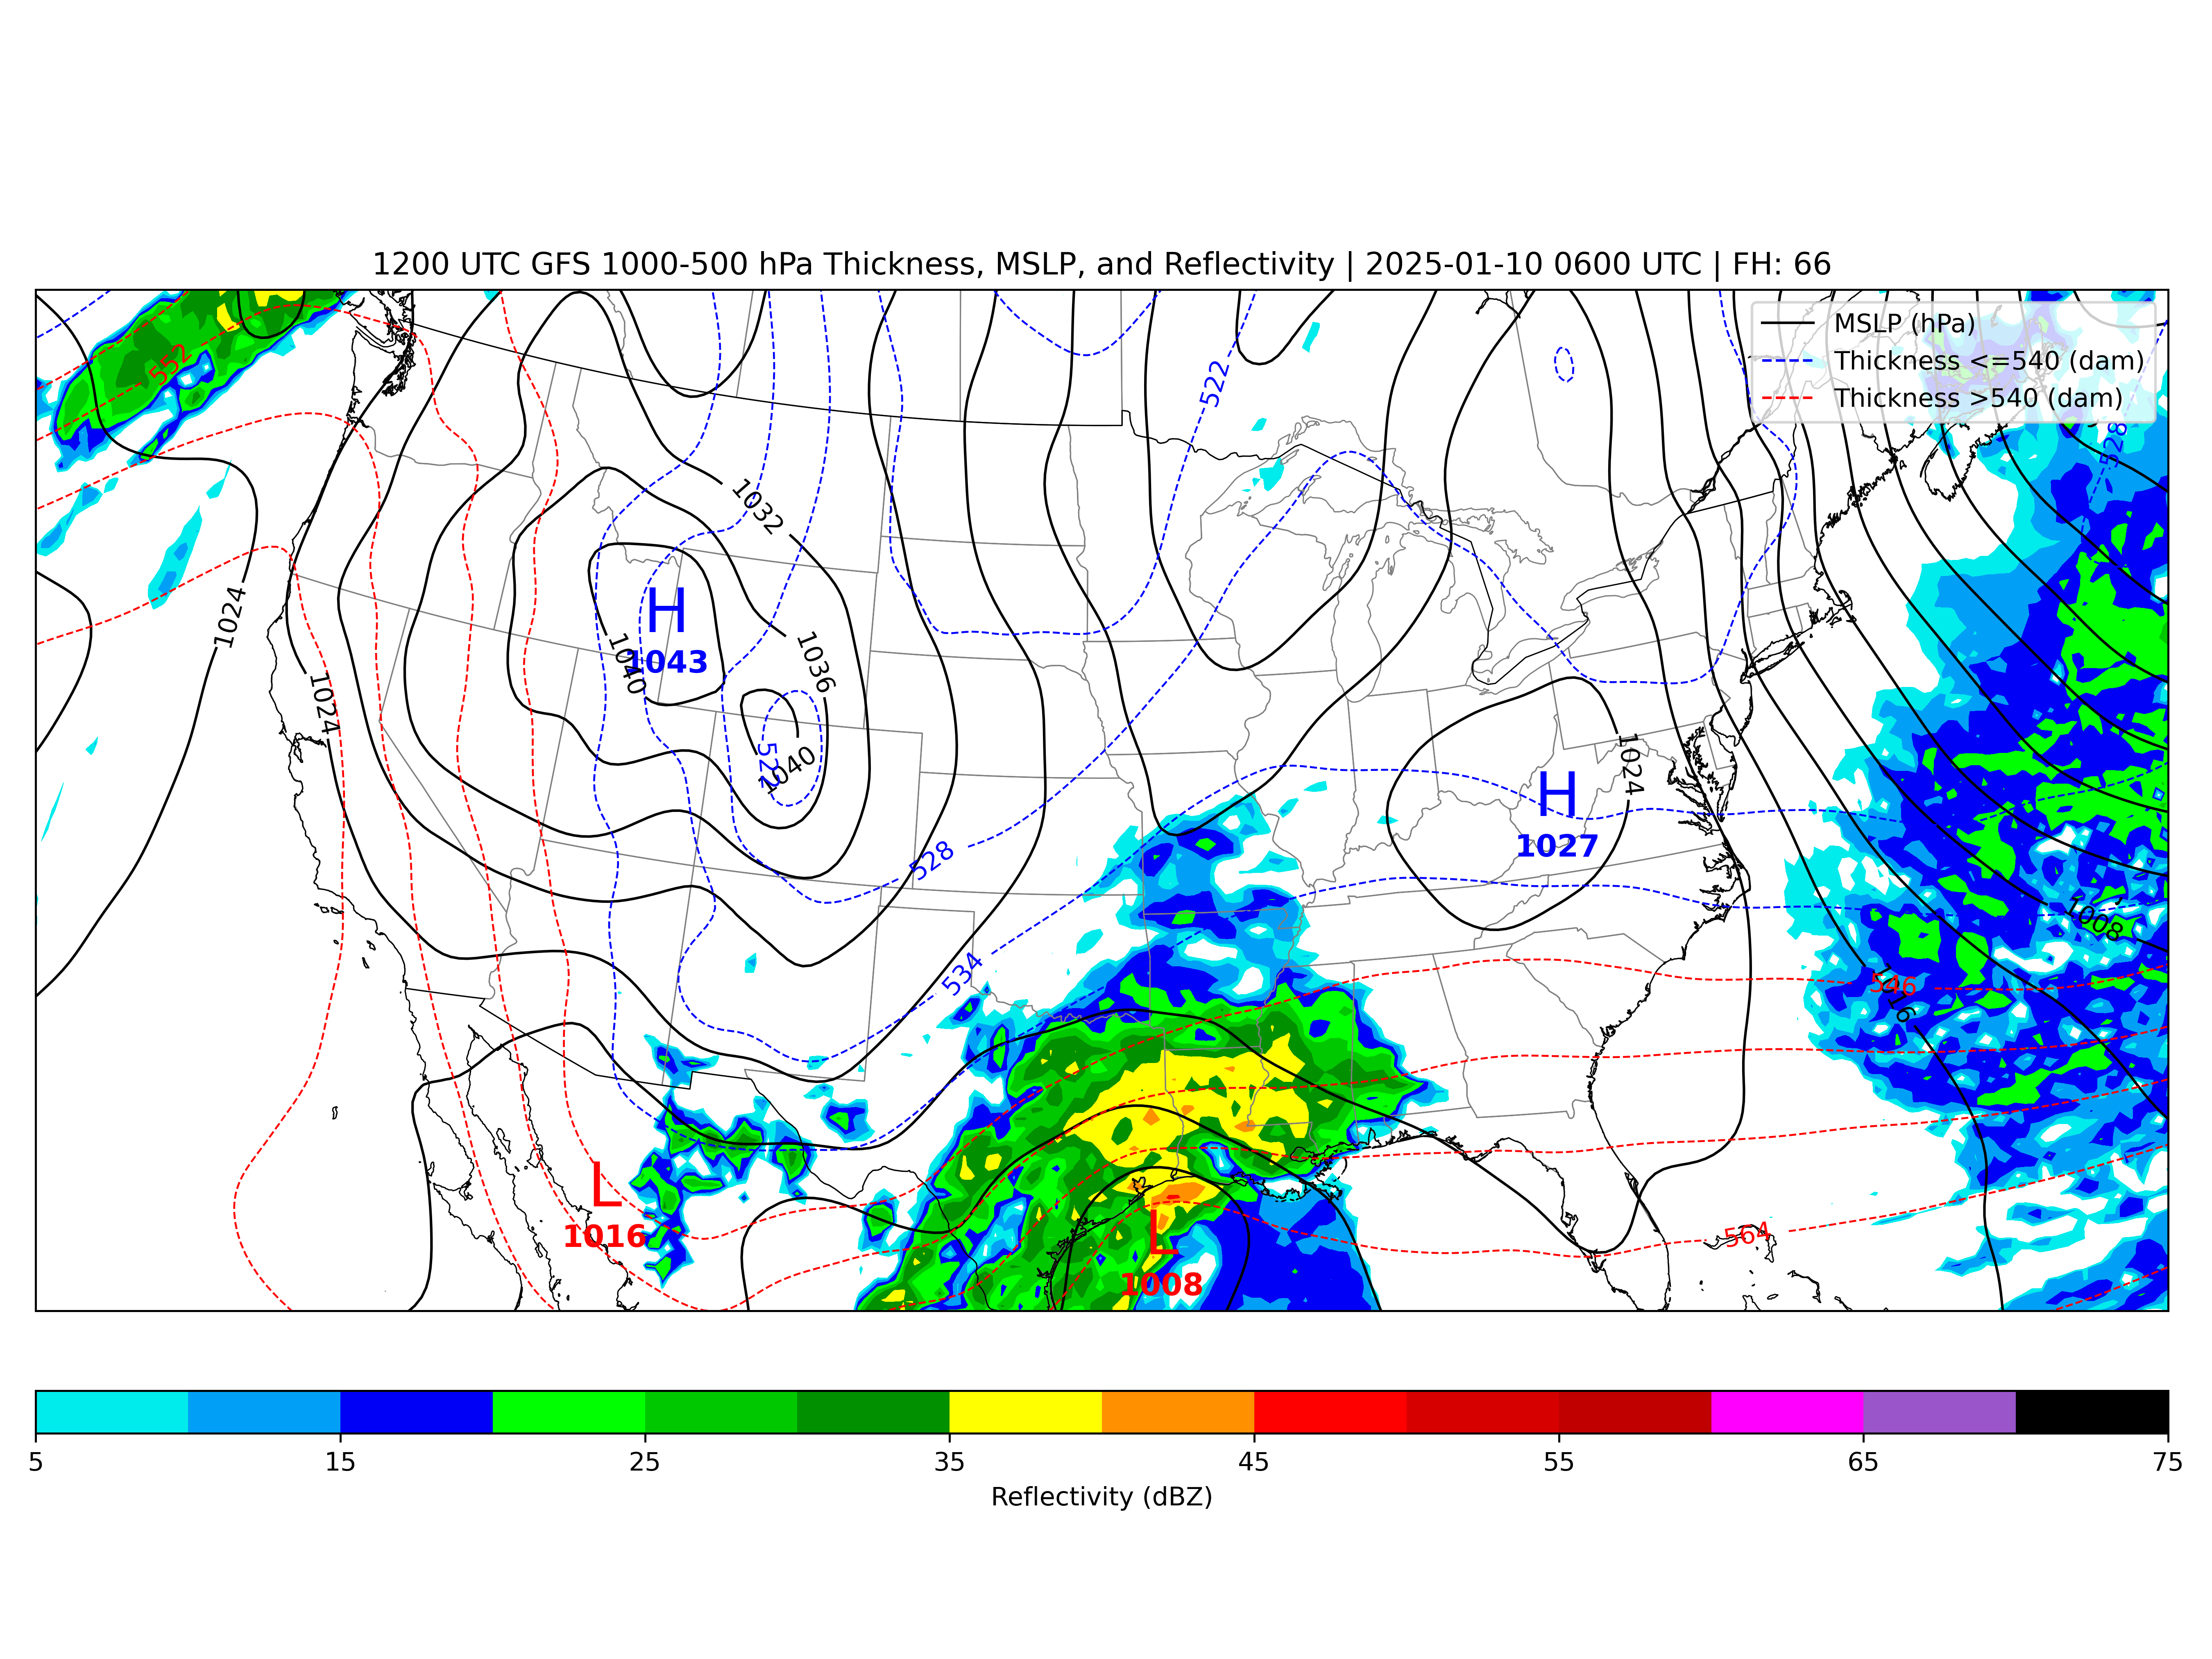 1200 UTC GFS 1000-500 hPa Thickness, MSLP, and Reflectivity | 2025-01-10 0600 UTC | FH: 66
MSLP (hPa)
Thickness <=540 (dam)
Thickness >540 (dam)
552
522
528
1032
1024
H
1043
1040
1036
1024
522
1040
H
1027
1024
528
534
1008
546
1016
L
1016
L
1008
564
5 15 25 35 45 55 65 75
Reflectivity (dBZ)